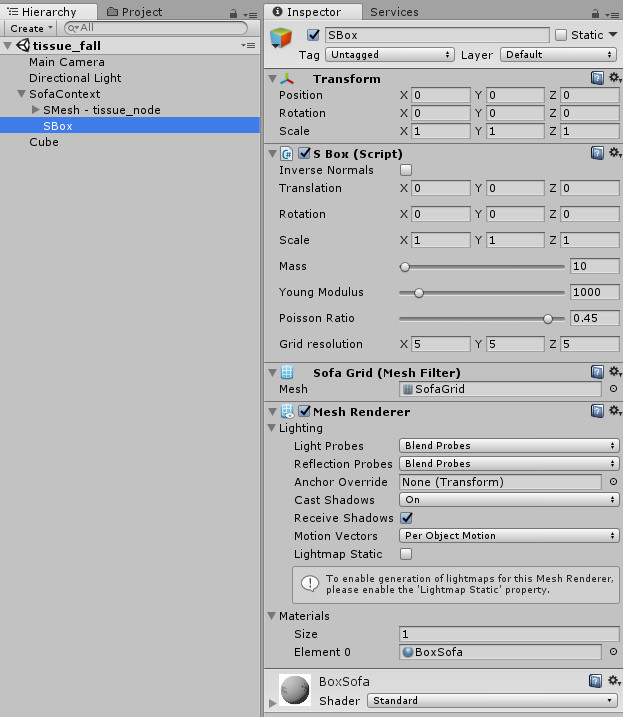 Hierarchy Project
Create All
tissue_fall
Main Camera
Directional Light
SofaContext
SMesh - tissue_node
SBox
Cube
Inspector Services
SBox Static
Tag Untagged Layer Default
Transform
Position X 0 Y 0 Z 0
Rotation X 0 Y 0 Z 0
Scale X 1 Y 1 Z 1
S Box (Script)
Inverse Normals
Translation X 0 Y 0 Z 0
Rotation X 0 Y 0 Z 0
Scale X 1 Y 1 Z 1
Mass 10
Young Modulus 1000
Poisson Ratio 0.45
Grid resolution X 5 Y 5 Z 5
Sofa Grid (Mesh Filter)
Mesh SofaGrid
Mesh Renderer
Lighting
Light Probes Blend Probes
Reflection Probes Blend Probes
Anchor Override None (Transform)
Cast Shadows On
Receive Shadows
Motion Vectors Per Object Motion
Lightmap Static
To enable generation of lightmaps for this Mesh Renderer,
please enable the 'Lightmap Static' property.
Materials
Size 1
Element 0 BoxSofa
BoxSofa
Shader Standard